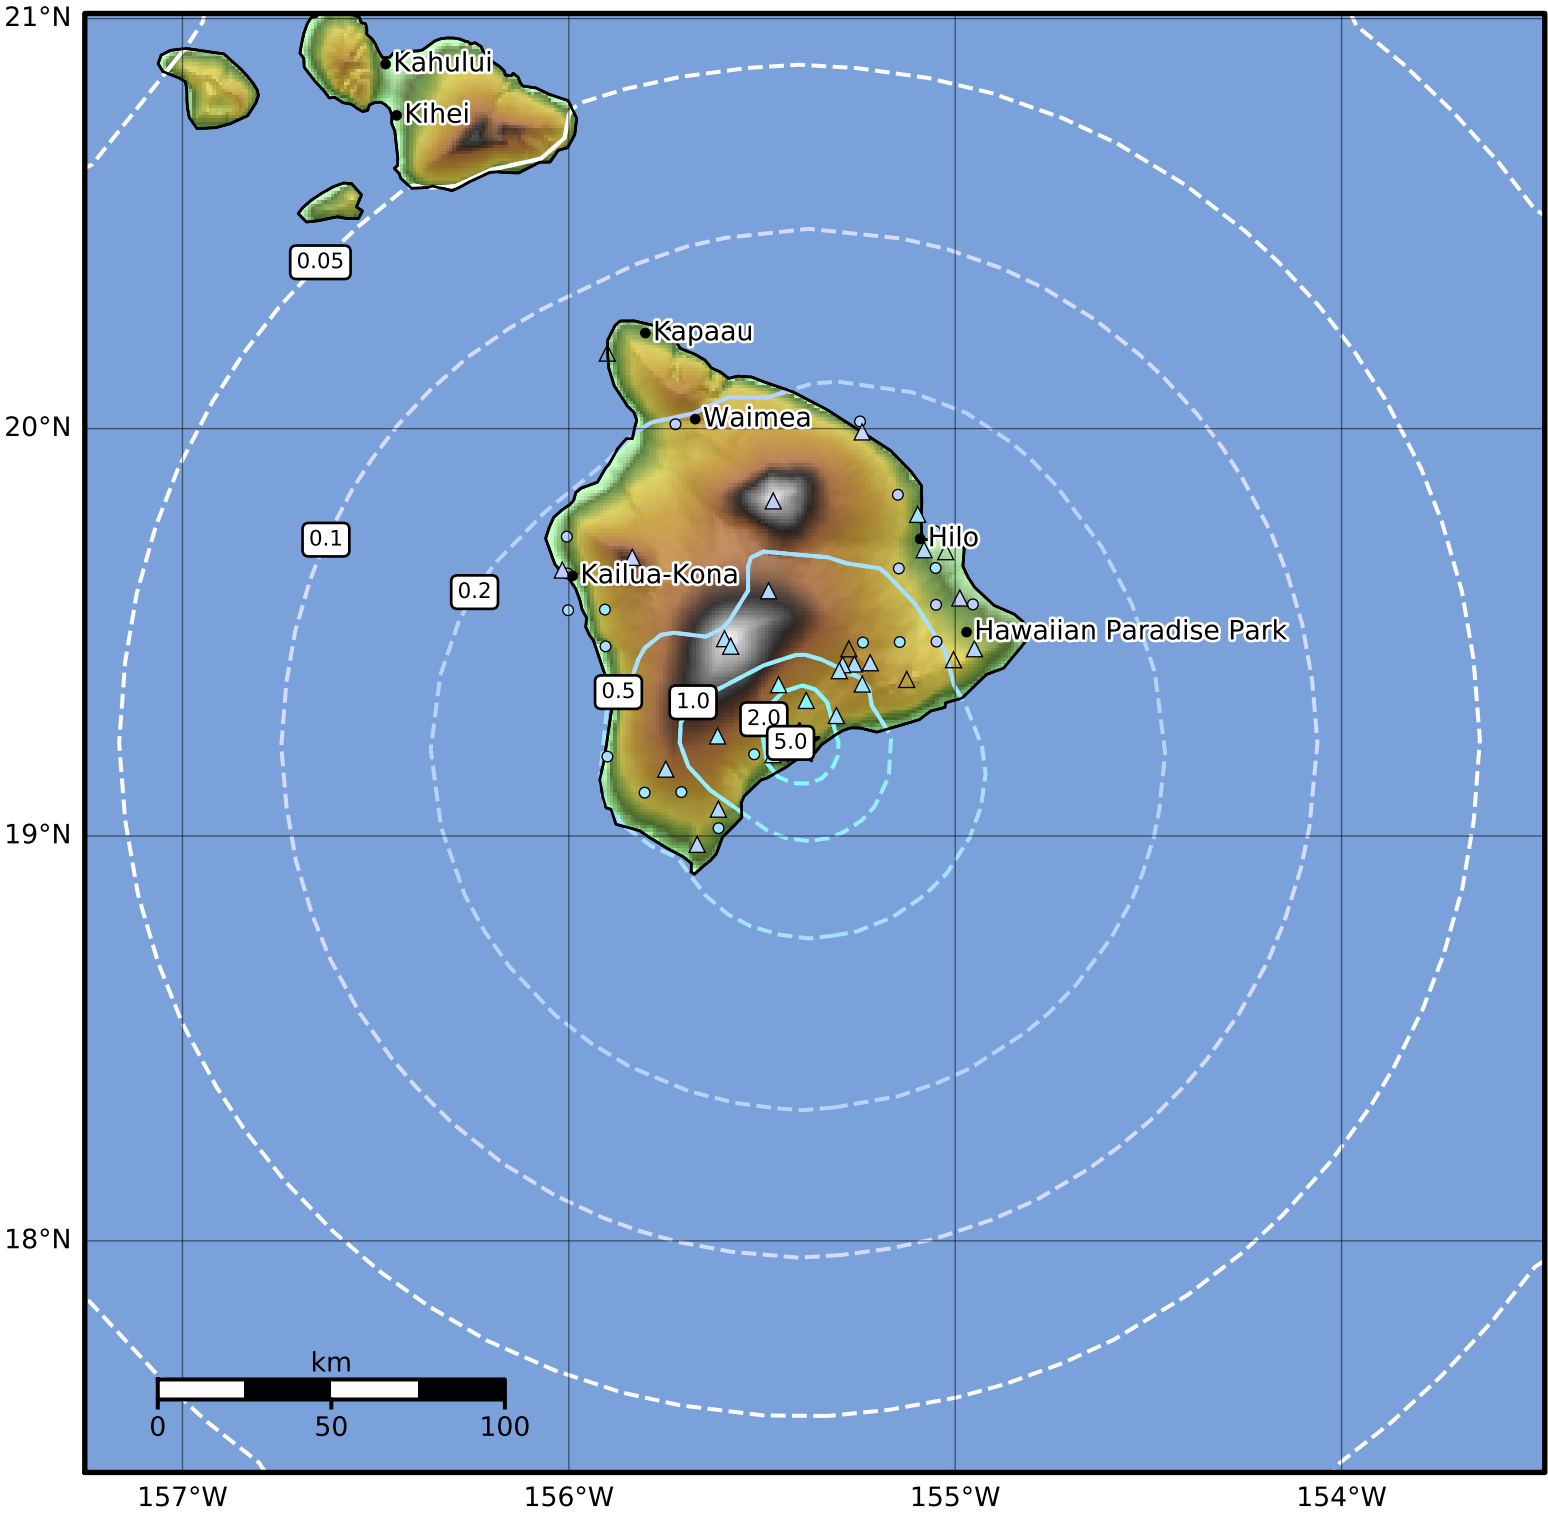 21°N
Kahului
Kihei
0.05
Kapaau
Waimea
20°N
0.1
Hilo
Kailua-Kona
0.2
Hawaiian Paradise Park
0.5
1.0
2.0
5.0
19°N
18°N
km
0 50 100
157°W 156°W 155°W 154°W